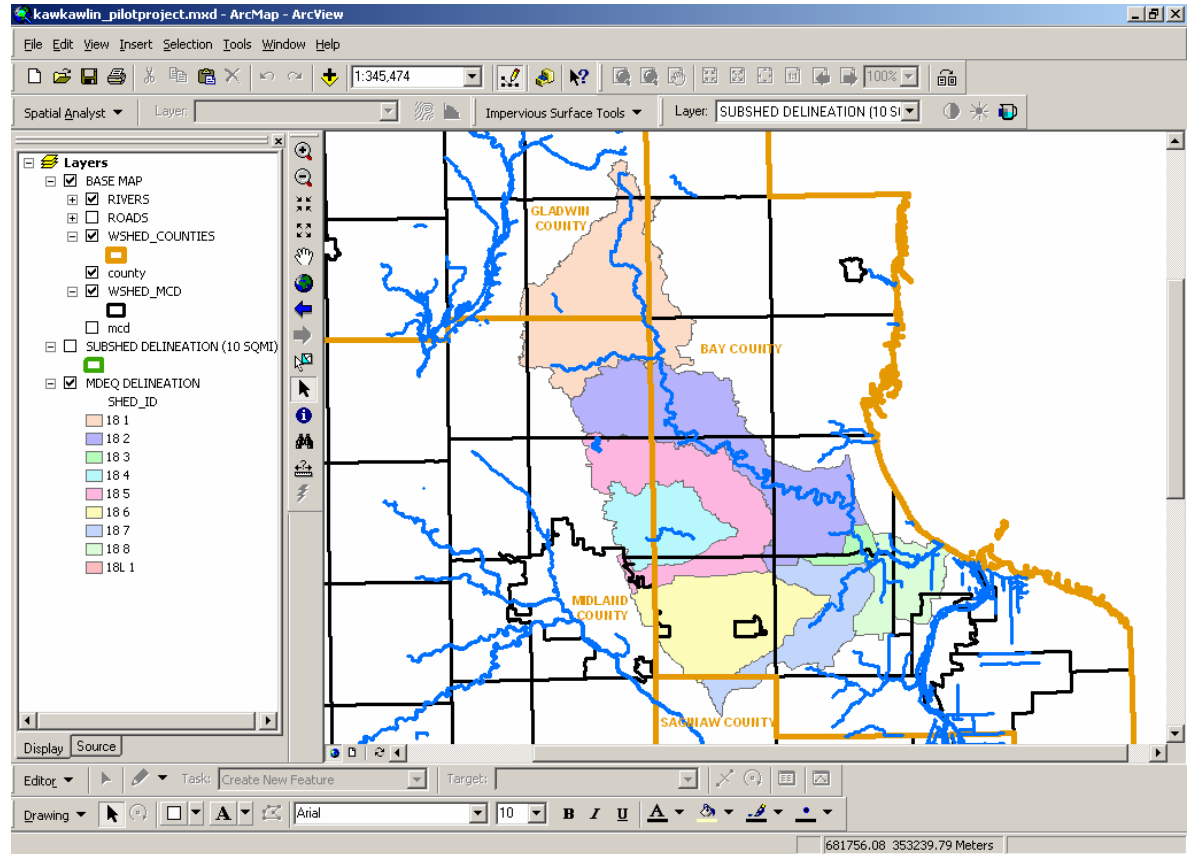 kawkawlin_pilotproject.mxd - ArcMap - ArcView
File Edit View Insert Selection Tools Window Help
1:345,474
100%
Spatial Analyst
Layer:
Impervious Surface Tools
Layer: SUBSHED DELINEATION (10 S
Layers
BASE MAP
RIVERS
ROADS
WSHED_COUNTIES
county
WSHED_MCD
mcd
SUBSHED DELINEATION (10 SQMI)
MDEQ DELINEATION
SHED_ID
18 1
18 2
18 3
18 4
18 5
18 6
18 7
18 8
18L 1
Display Source
GLADWIN
COUNTY
BAY COUNTY
MIDLAND
COUNTY
SAGINAW COUNTY
Editor Task: Create New Feature Target:
Drawing A Arial 10 B I U A
681756.08 353239.79 Meters